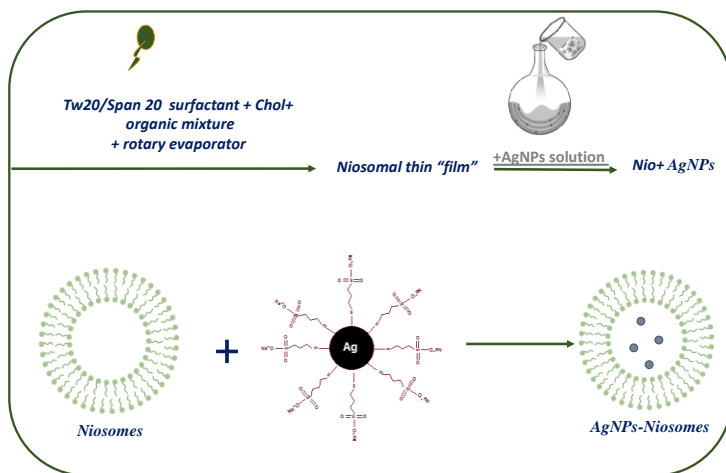 Tw20/Span 20 surfactant + Chol+
organic mixture
+ rotary evaporator
Niosomal thin “film”
+AgNPs solution
Nio+ AgNPs
+
Ag
Niosomes
AgNPs-Niosomes